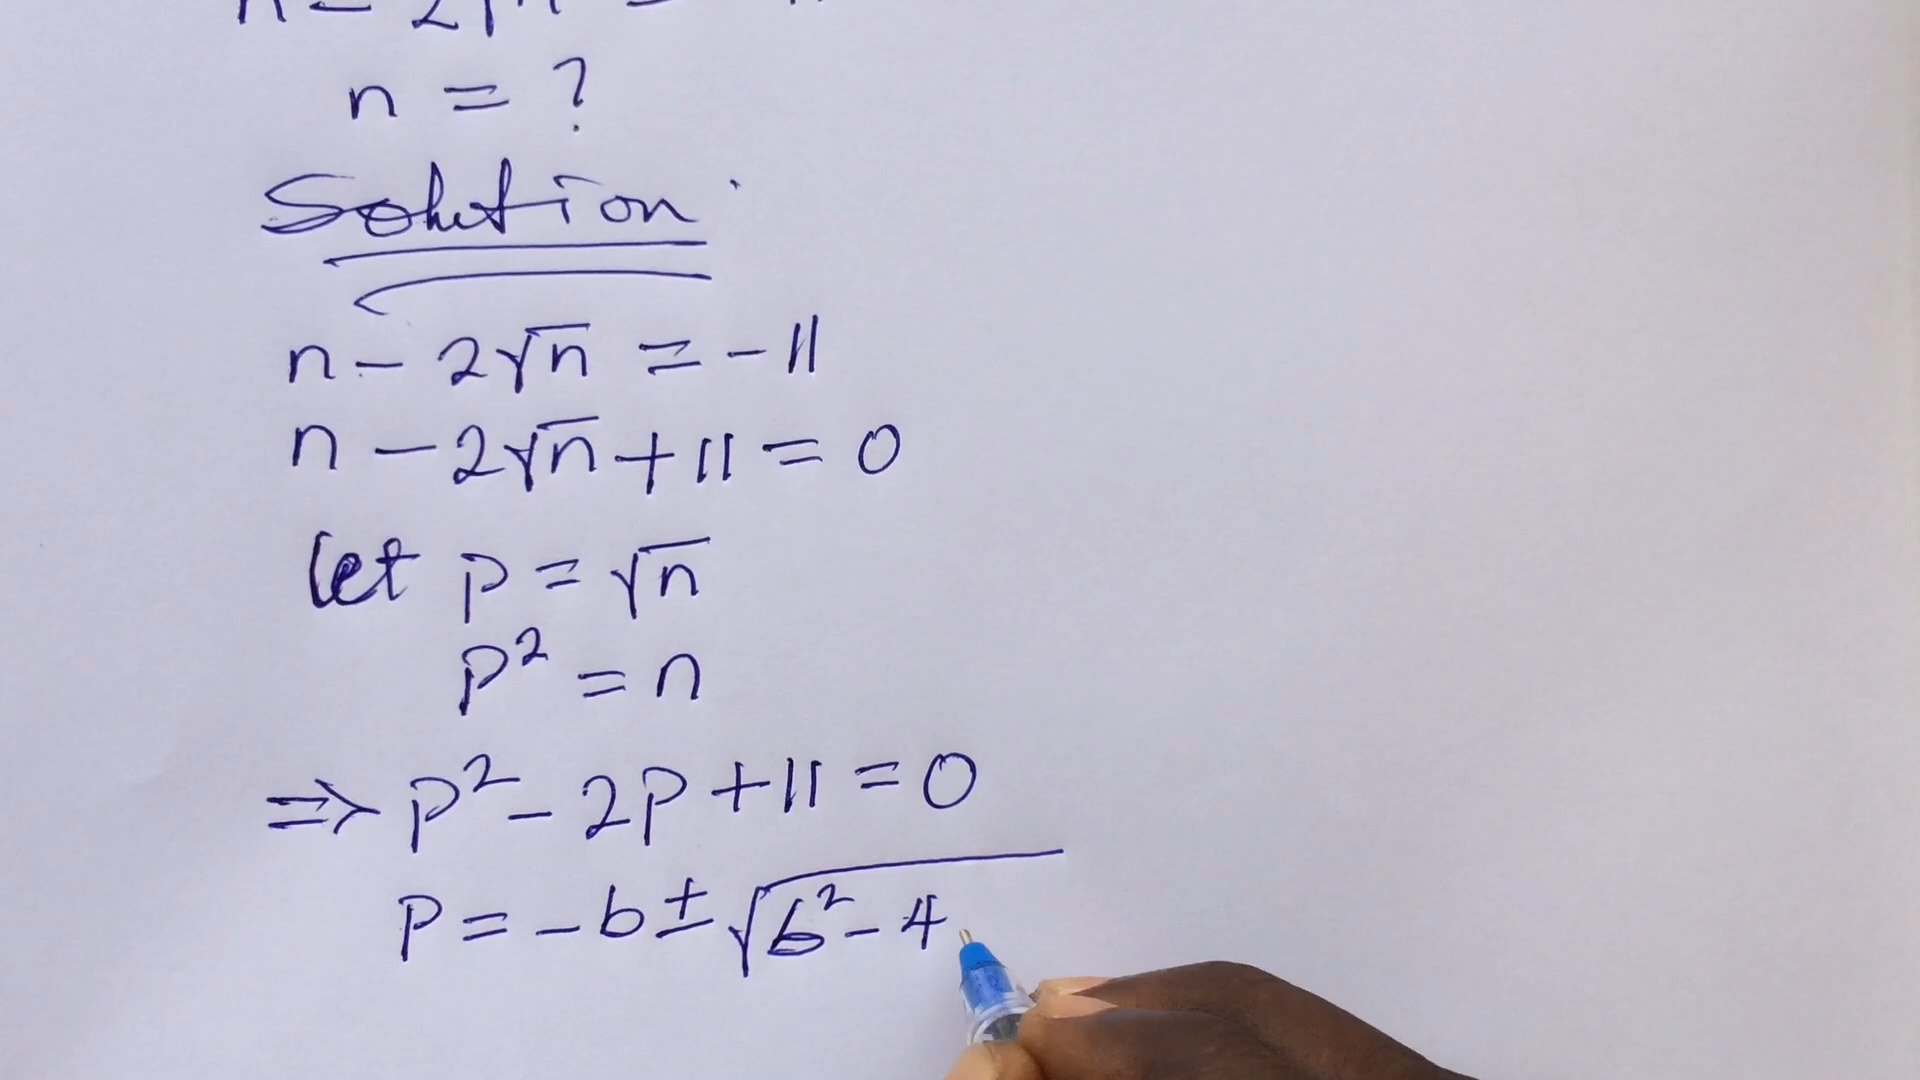 n = ?
Solution
n - 2√n = -11
n - 2√n + 11 = 0
let p = √n
p² = n
=> p² - 2p + 11 = 0
p = -b ± √b² - 4